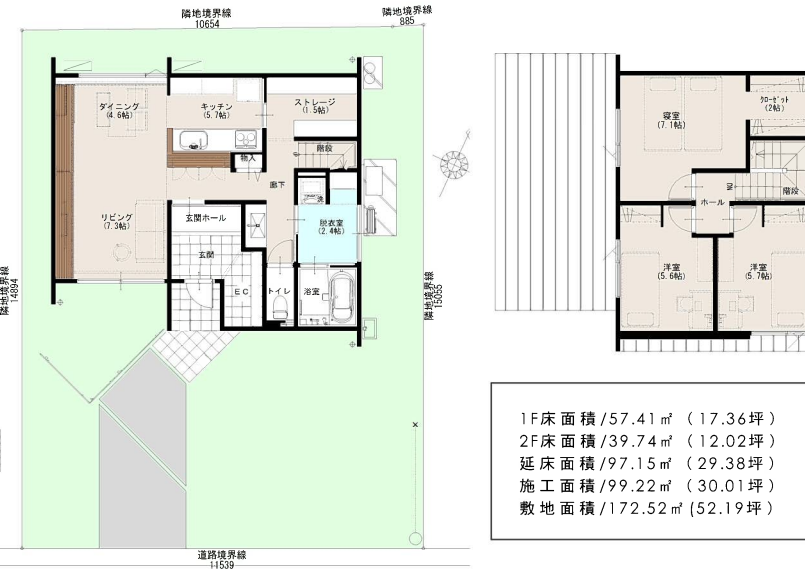 隣地境界線
10654
隣地境界線
885
ダイニング
(4.6帖)
キッチン
(5.7帖)
ストレージ
(1.5帖)
階段
物入
廊下
洗
リビング
(7.3帖)
玄関ホール
玄関
脱衣室
(2.4帖)
EC
トイレ
浴室
隣地境界線
14894
隣地境界線
15055
道路境界線
11539
寝室
(7.1帖)
クローゼット
(2帖)
階段
ホール
洋室
(5.6帖)
洋室
(5.7帖)
1F床面積/57.41㎡(17.36坪)
2F床面積/39.74㎡(12.02坪)
延床面積/97.15㎡(29.38坪)
施工面積/99.22㎡(30.01坪)
敷地面積/172.52㎡(52.19坪)